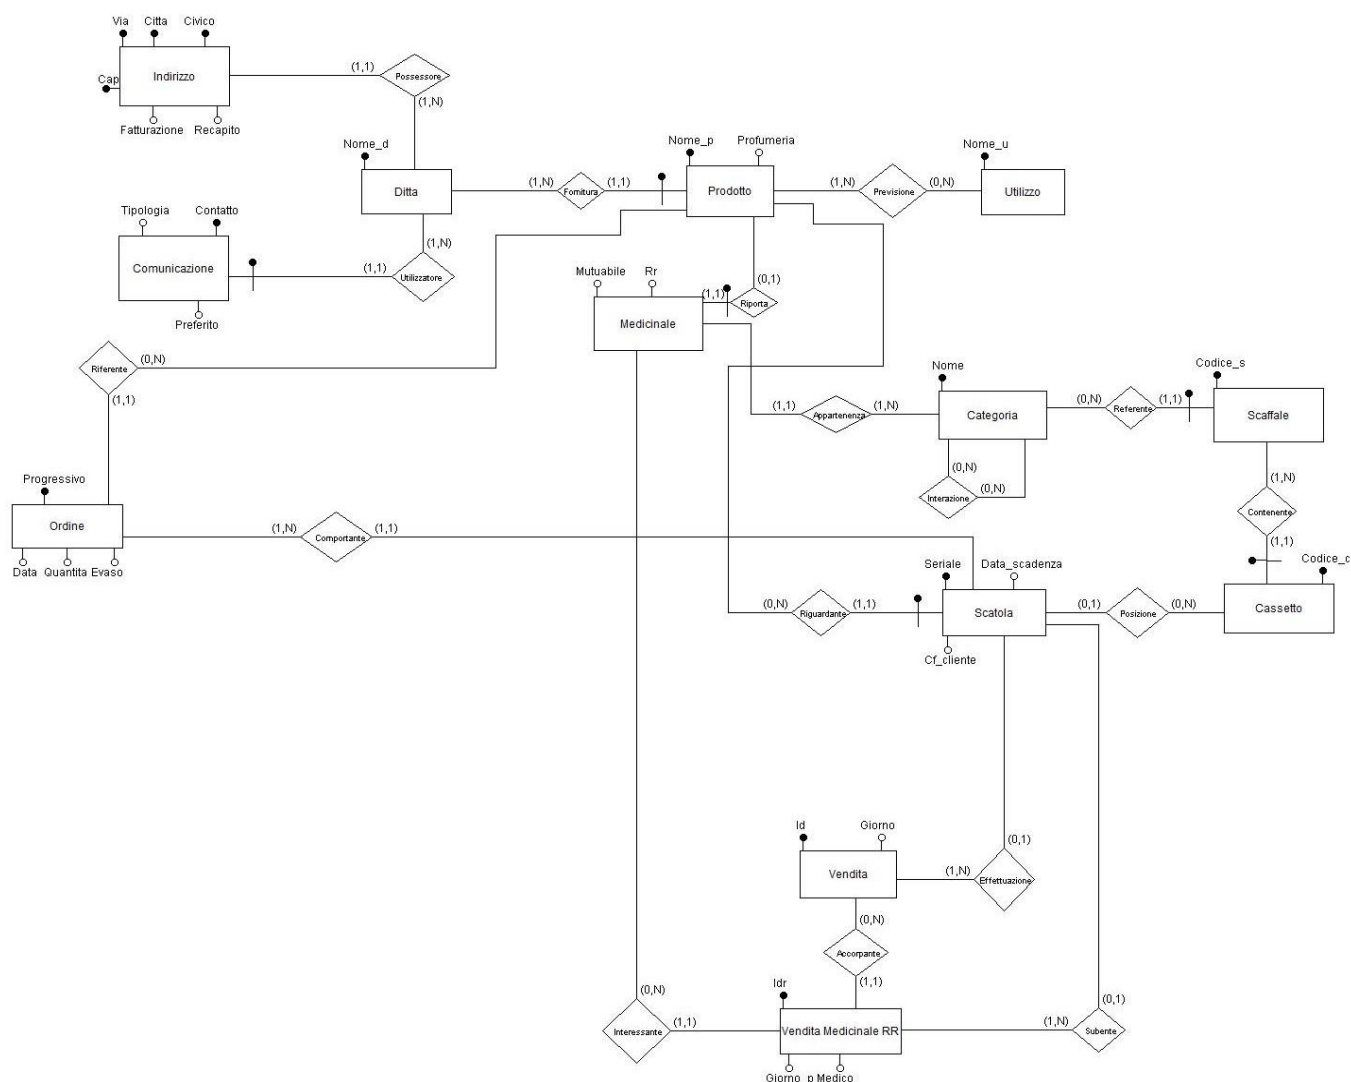 Via Citta Civico
Indirizzo
(1,1)
Possessore
Cap
(1,N)
Fatturazione Recapito
Nome_d
Nome_p Profumeria
Nome_u
Ditta
(1,N)
Fornitura
(1,1)
Prodotto
(1,N)
Previsione
(0,N)
Utilizzo
Tipologia Contatto
(1,N)
Comunicazione
(1,1)
Utilizzatore
Mutuabile Rr
(0,1)
(1,1)
Riporta
Preferito
Medicinale
Riferente
(0,N)
Nome
Codice_s
(1,1)
(1,1)
Appartenenza
(1,N)
Categoria
(0,N)
Referente
(1,1)
Scaffale
(0,N)
Interazione
(0,N)
(1,N)
Progressivo
Contenente
Ordine
(1,N)
Comportante
(1,1)
(1,1)
Data Quantita Evaso
Seriale Data_scadenza
Codice_c
(0,N)
Riguardante
(1,1)
Scatola
(0,1)
Posizione
(0,N)
Cassetto
Cf_cliente
Id Giorno
(0,1)
Vendita
(1,N)
Effettuazione
(0,N)
Accorpante
(1,1)
Idr
(0,N)
(0,1)
Interessante
(1,1)
Vendita Medicinale RR
(1,N)
Subente
Giorno_p Medico